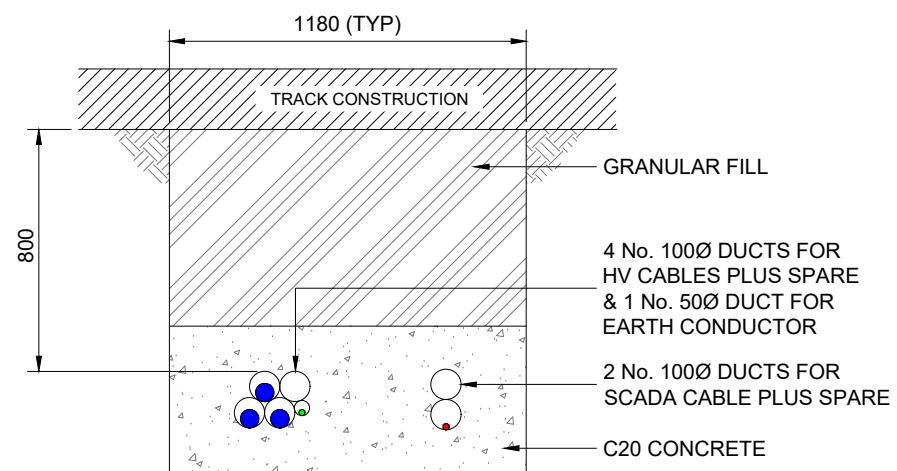 1180 (TYP)
TRACK CONSTRUCTION
GRANULAR FILL
800
4 No. 100Ø DUCTS FOR
HV CABLES PLUS SPARE
& 1 No. 50Ø DUCT FOR
EARTH CONDUCTOR
2 No. 100Ø DUCTS FOR
SCADA CABLE PLUS SPARE
C20 CONCRETE